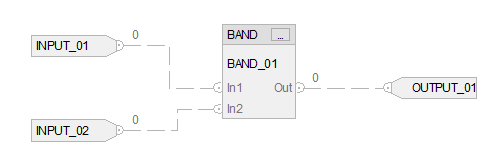 INPUT_01
0
BAND ...
BAND_01
In1 Out
In2
0
OUTPUT_01
INPUT_02
0